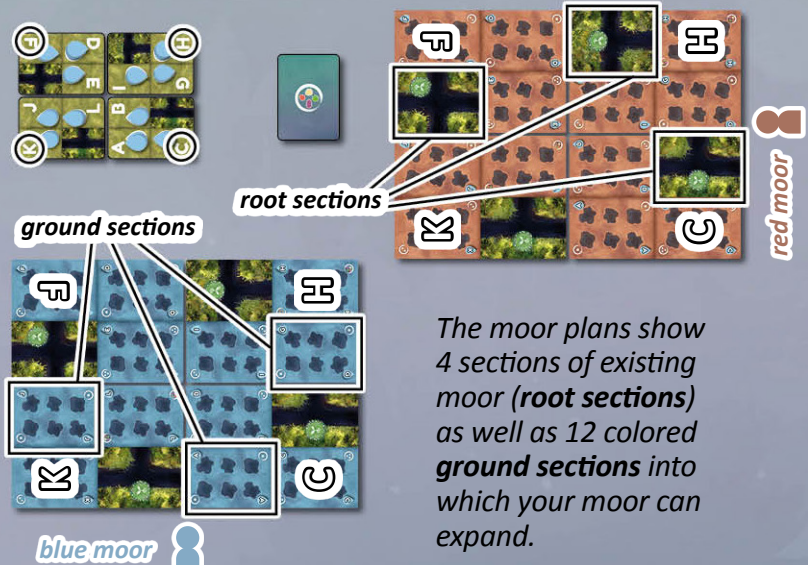 F
D
H
E
I
G
J
L
B
K
A
C
F
H
K
C
red moor
root sections
ground sections
F
H
K
C
blue moor
The moor plans show
4 sections of existing
moor (root sections)
as well as 12 colored
ground sections into
which your moor can
expand.